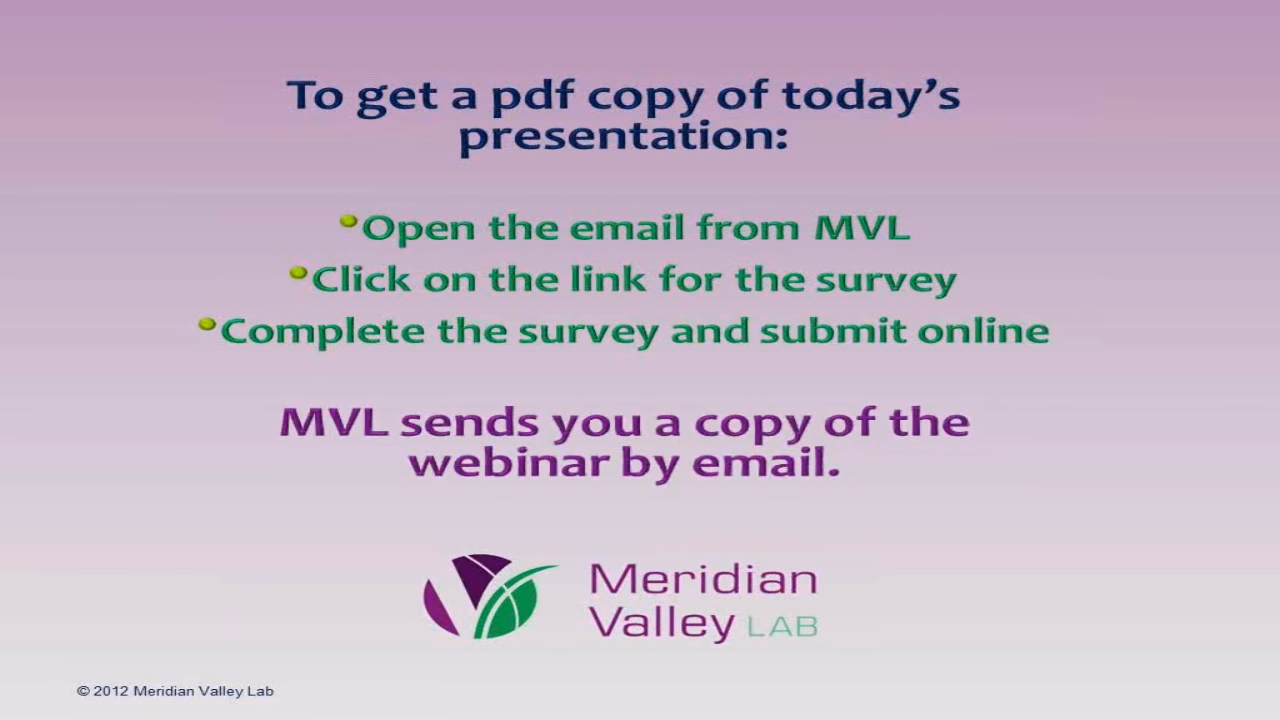 To get a pdf copy of today’s
presentation:
Open the email from MVL
Click on the link for the survey
Complete the survey and submit online
MVL sends you a copy of the
webinar by email.
Meridian
Valley LAB
© 2012 Meridian Valley Lab